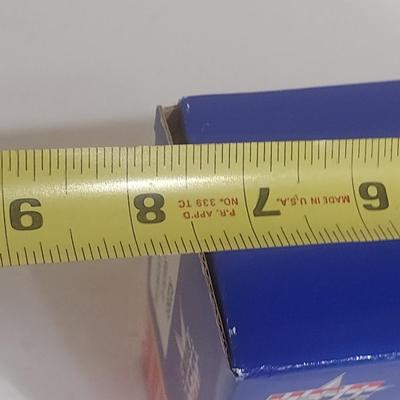 9 8 P.R. APP'D 7 MADE IN U.S.A. 6
NO. 339 TC